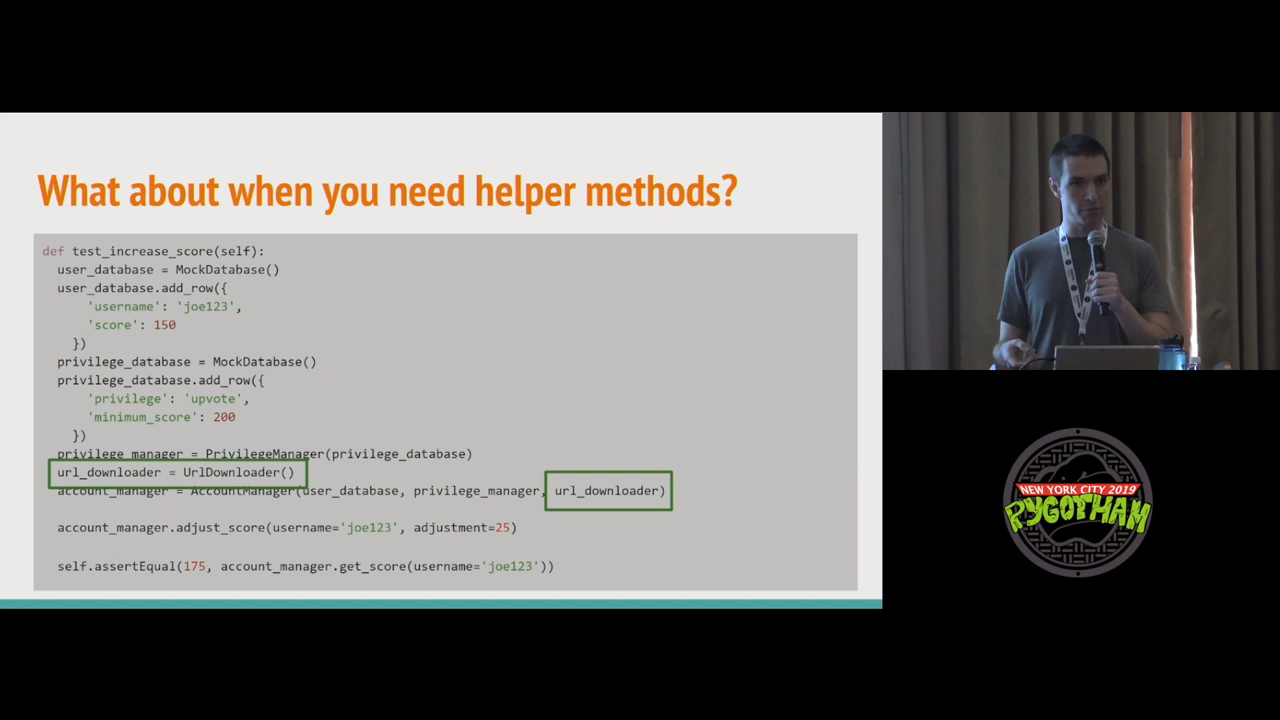 What about when you need helper methods?
def test_increase_score(self):
user_database = MockDatabase()
user_database.add_row({
'username': 'joe123',
'score': 150
})
privilege_database = MockDatabase()
privilege_database.add_row({
'privilege': 'upvote',
'minimum_score': 200
})
privilege_manager = PrivilegeManager(privilege_database)
url_downloader = UrlDownloader()
account_manager = AccountManager(user_database, privilege_manager, url_downloader)
account_manager.adjust_score(username='joe123', adjustment=25)
self.assertEqual(175, account_manager.get_score(username='joe123'))
NEW YORK CITY 2019
PYGOTHAM